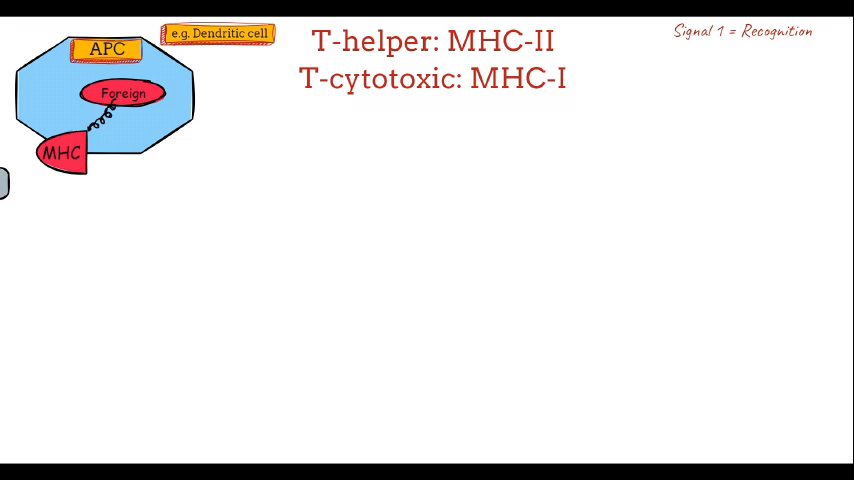 APC
e.g. Dendritic cell
T-helper: MHC-II
T-cytotoxic: MHC-I
Signal 1 = Recognition
Foreign
MHC